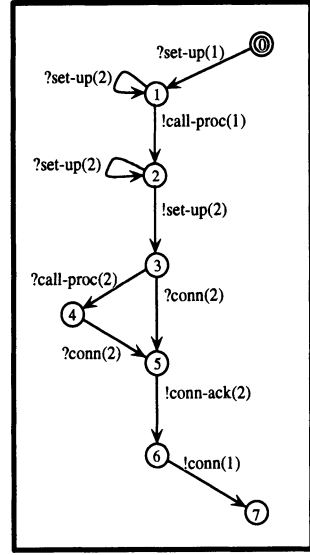 0
?set-up(1)
?set-up(2)
1
!call-proc(1)
?set-up(2)
2
!set-up(2)
3
?call-proc(2)
?conn(2)
4
?conn(2)
5
!conn-ack(2)
6
!conn(1)
7